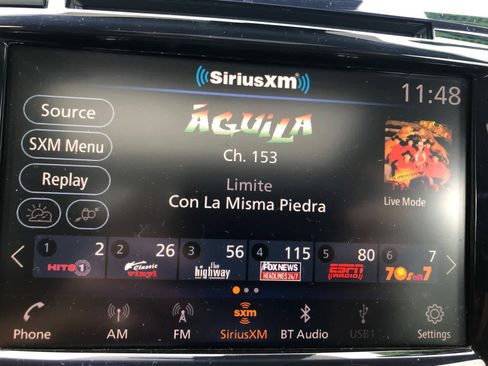 SiriusXM
11:48
Source
SXM Menu
Replay
ÁGUILA
Ch. 153
Limite
Con La Misma Piedra
Live Mode
1 2 HITS 1
2 26 Classic vinyl
3 56 the highway
4 115 FOX NEWS HEADLINES 24/7
5 80 ESPN RADIO
6 7 70s on 7
Phone
AM
FM
sxm SiriusXM
BT Audio
USB1
Settings